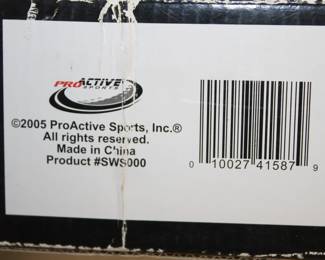 PROACTIVE
SPORTS
©2005 ProActive Sports, Inc.®
All rights reserved.
Made in China
Product #SWS000
0 10027 41587 9